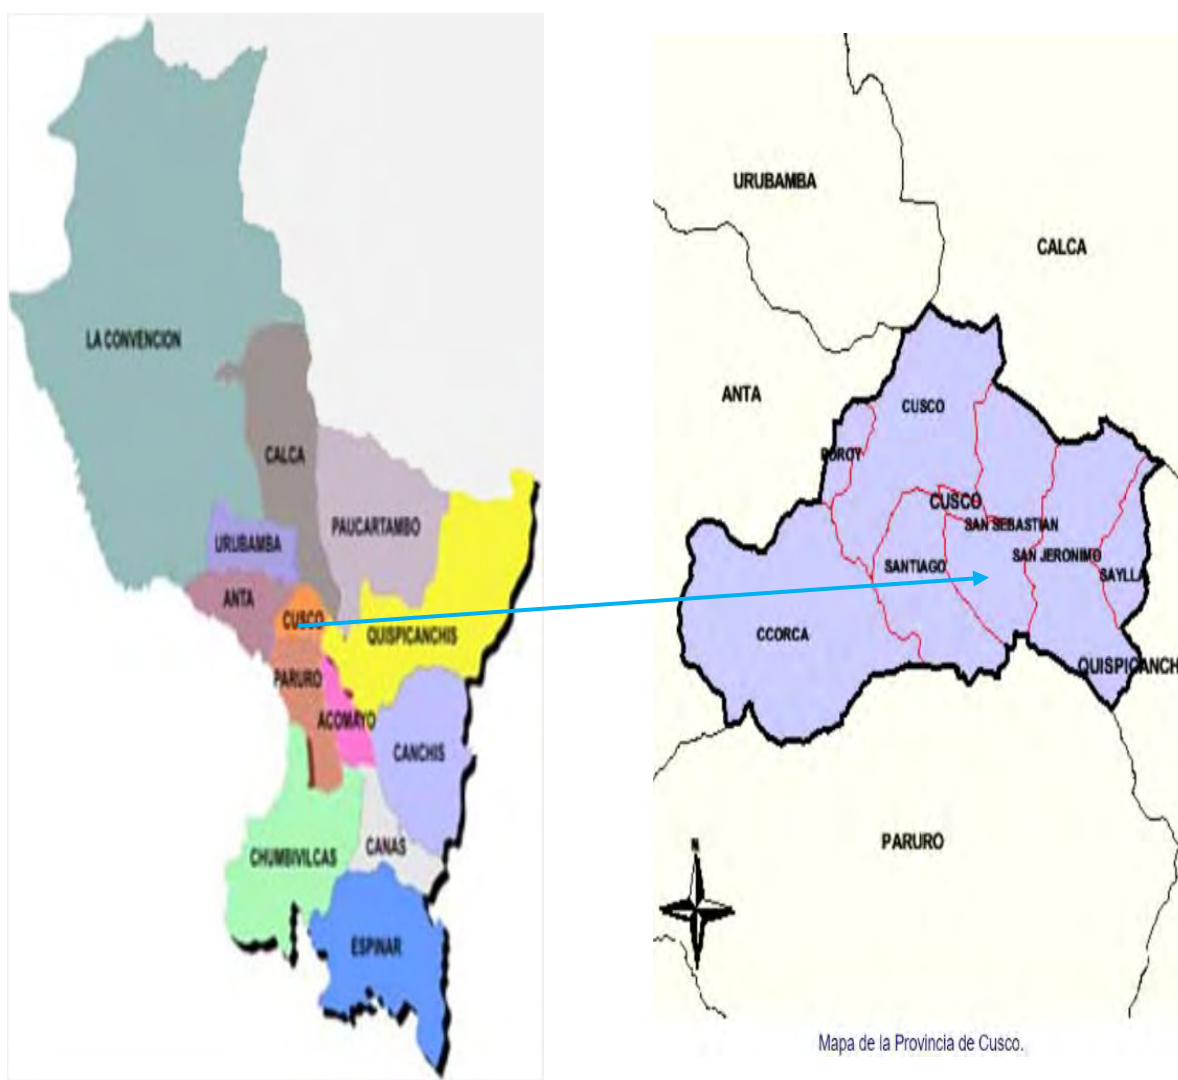 LA CONVENCION
CALCA
PAUCARTAMBO
URUBAMBA
ANTA
CUSCO
QUISPICANCHIS
PARURO
ACOMAYO
CANCHIS
CHUMBIVILCAS
CANAS
ESPINAR
URUBAMBA
CALCA
ANTA
CUSCO
POROY
CUSCO
SAN SEBASTIAN
SANTIAGO
SAN JERONIMO
SAYLLA
CCORCA
QUISPICANCH
PARURO
N
Mapa de la Provincia de Cusco.